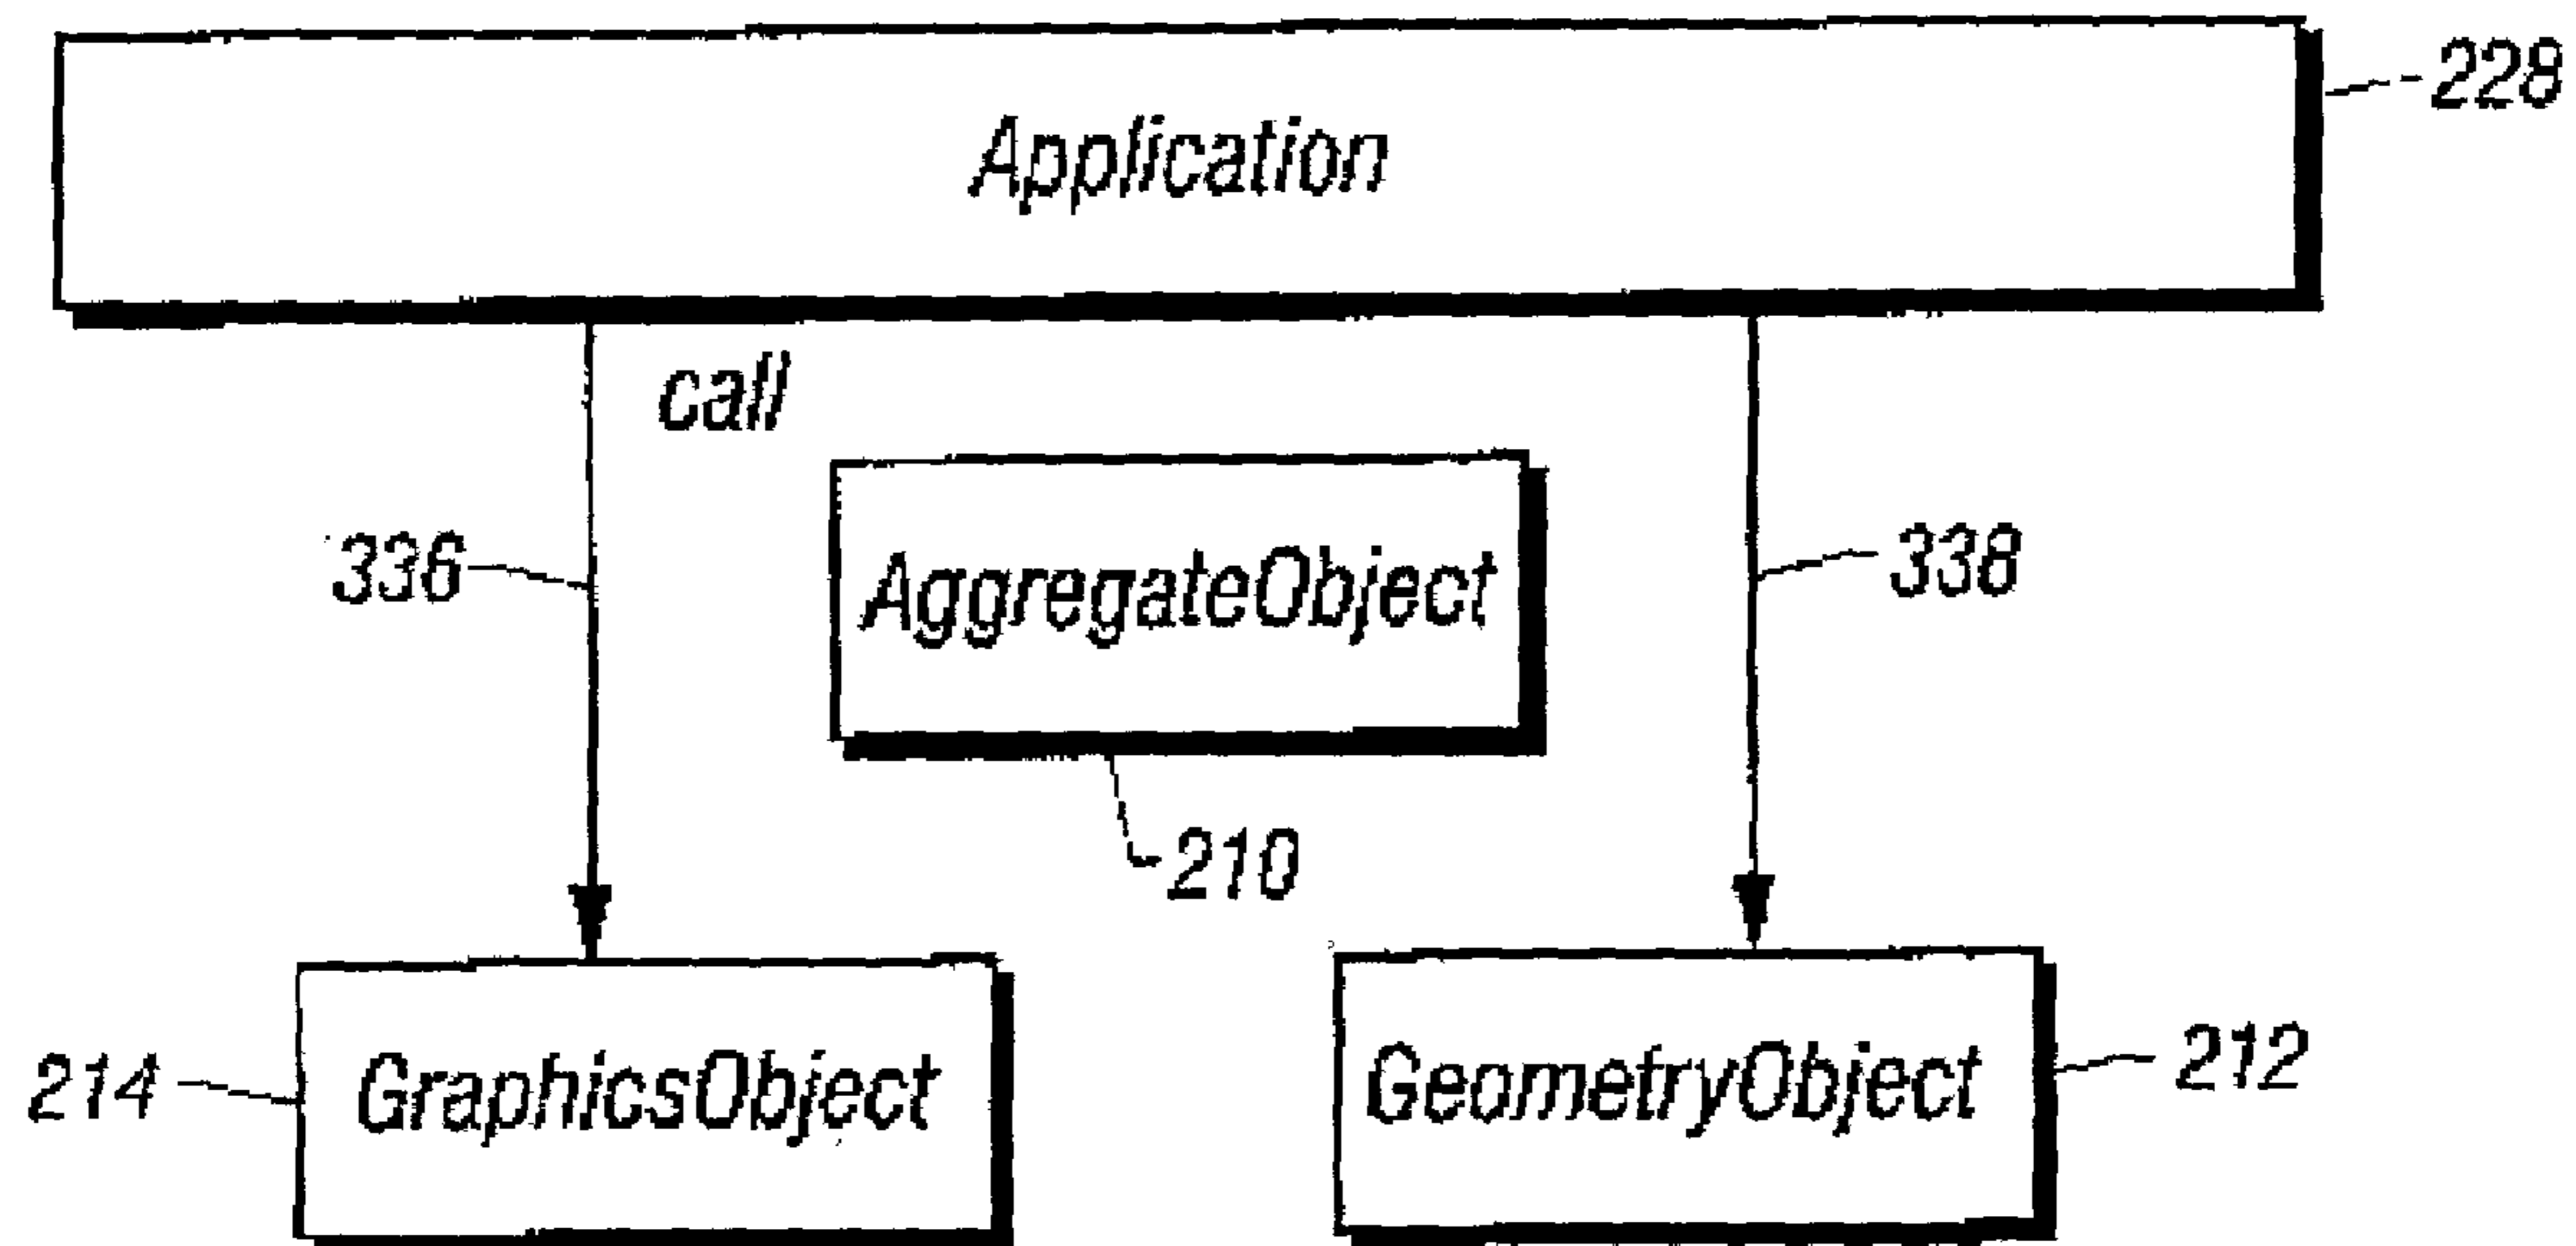 Application
228
call
336
AggregateObject
338
210
214
GraphicsObject
GeometryObject
212